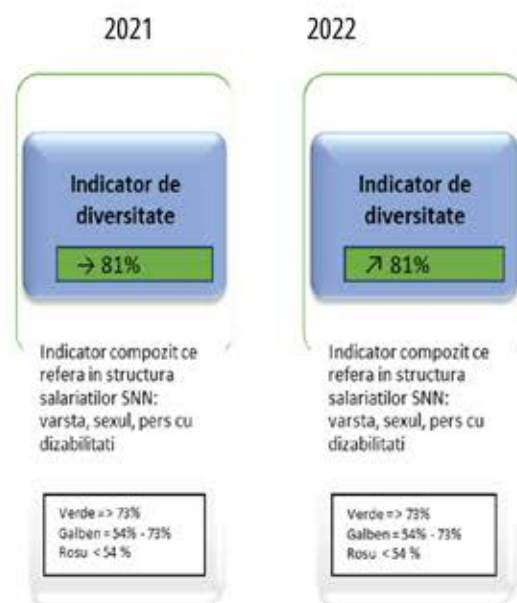 2021
2022
Indicator de
diversitate
→ 81%
Indicator compozit ce
refera in structura
salariatilor SNN:
varsta, sexul, pers cu
dizabilitati
Verde => 73%
Galben = 54% - 73%
Rosu < 54 %
Indicator de
diversitate
↗ 81%
Indicator compozit ce
refera in structura
salariatilor SNN:
varsta, sexul, pers cu
dizabilitati
Verde => 73%
Galben = 54% - 73%
Rosu < 54 %